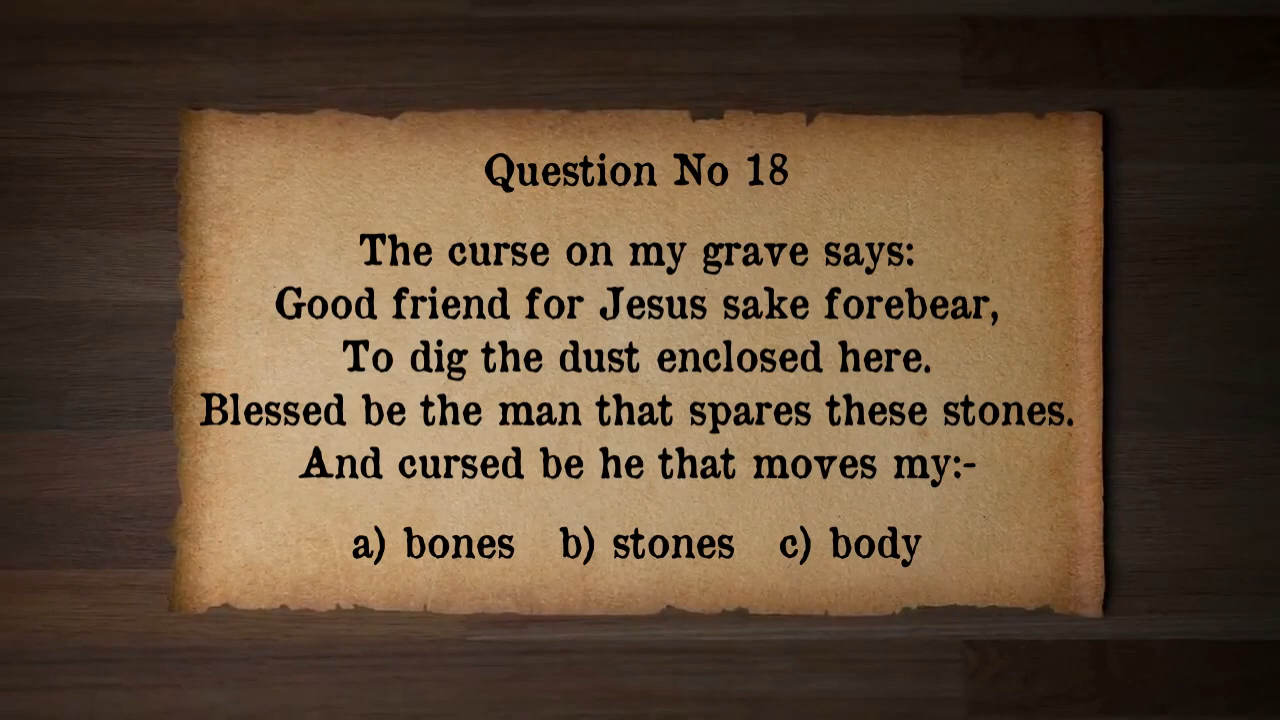 Question No 18
The curse on my grave says:
Good friend for Jesus sake forebear,
To dig the dust enclosed here.
Blessed be the man that spares these stones.
And cursed be he that moves my:-
a) bones b) stones c) body